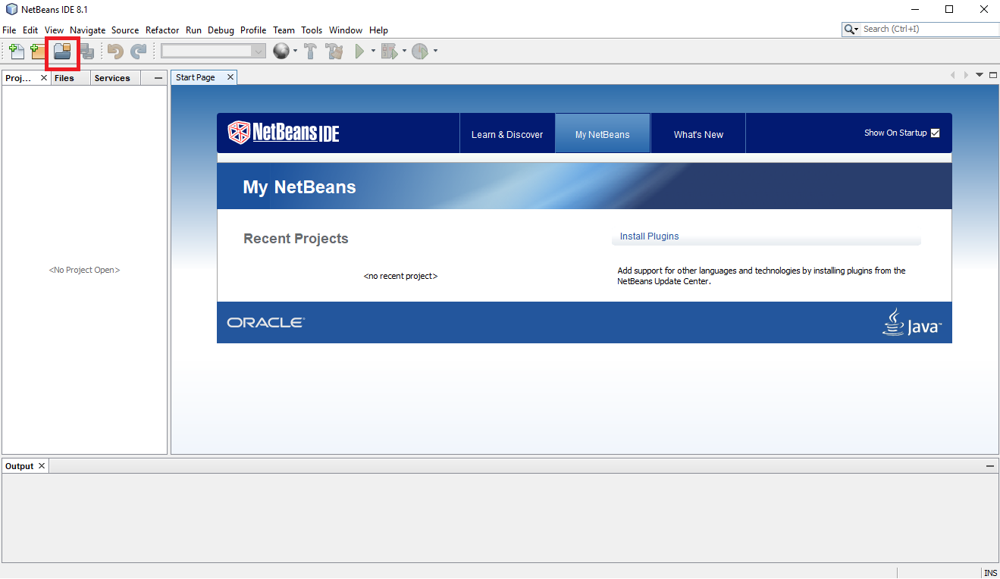 NetBeans IDE 8.1
File Edit View Navigate Source Refactor Run Debug Profile Team Tools Window Help
Search (Ctrl+I)
Proj... Files Services
Start Page
NetBeans IDE
Learn & Discover
My NetBeans
What's New
Show On Startup
My NetBeans
Recent Projects
Install Plugins
<No Project Open>
<no recent project>
Add support for other languages and technologies by installing plugins from the
NetBeans Update Center.
ORACLE
Java™
Output
INS